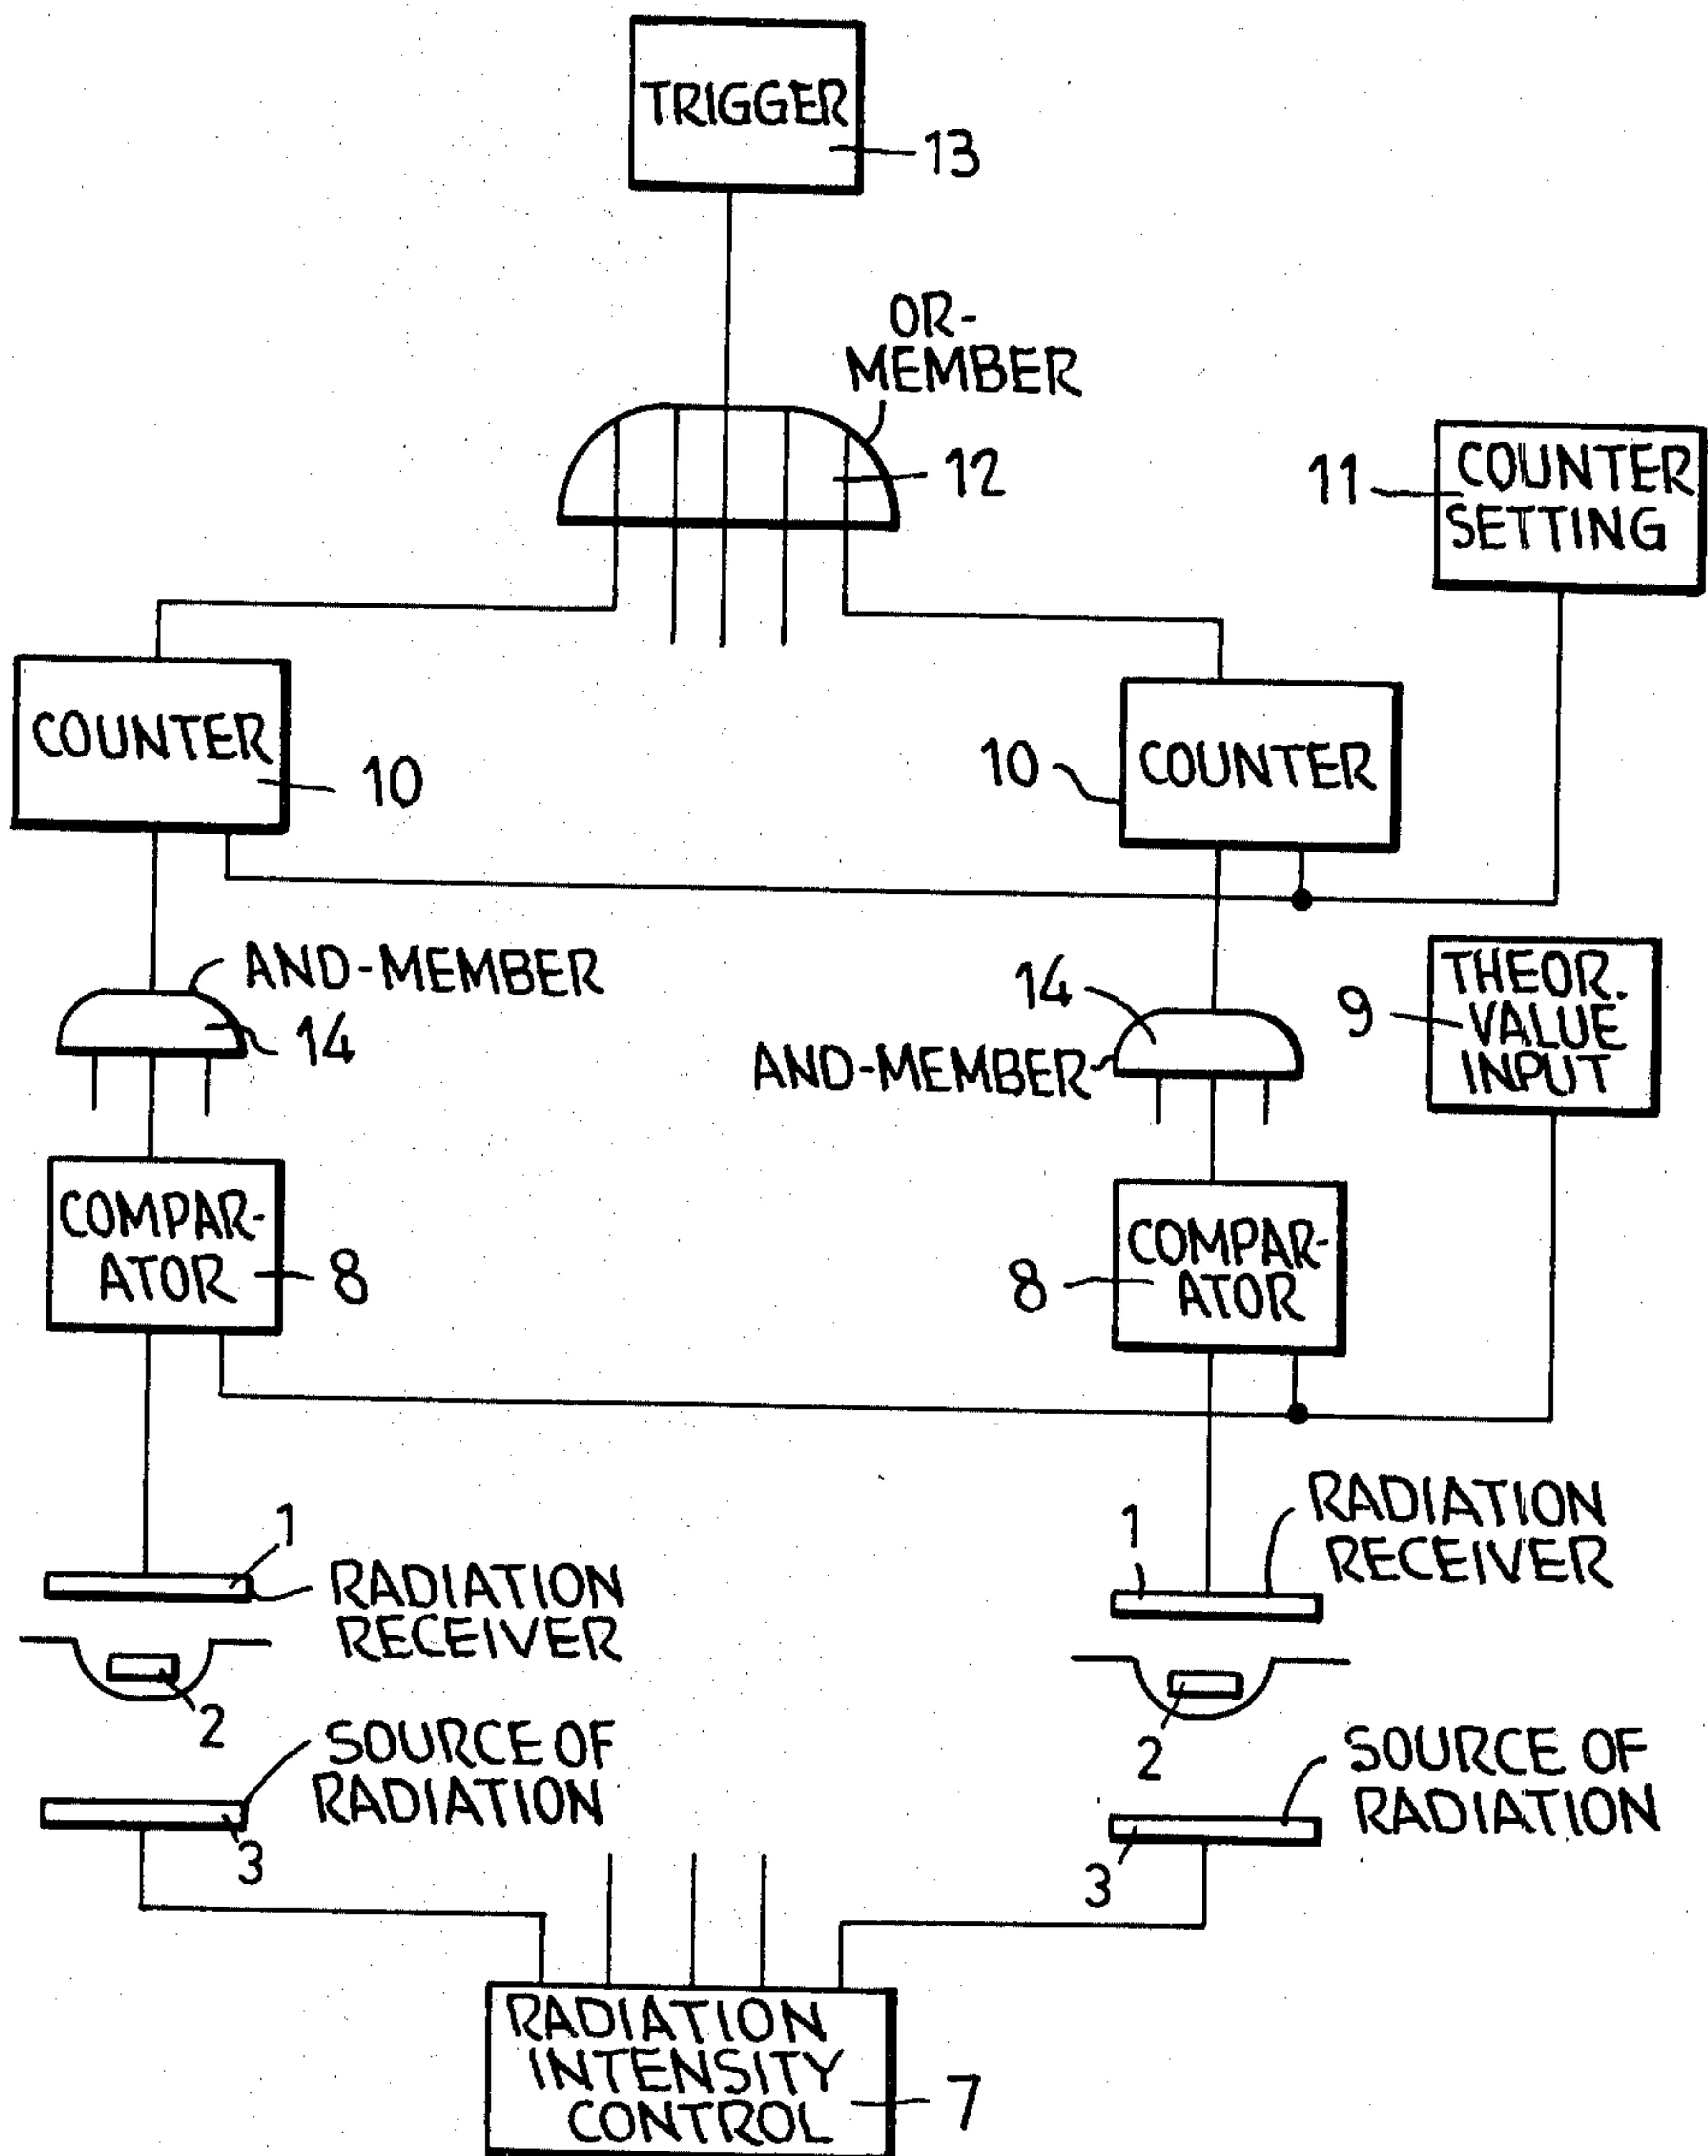 TRIGGER
13
OR-
MEMBER
12
11
COUNTER
SETTING
COUNTER
10
10
COUNTER
AND-MEMBER
14
14
AND-MEMBER
9
THEOR.
VALUE
INPUT
COMPAR-
ATOR
8
8
COMPAR-
ATOR
1
RADIATION
RECEIVER
1
RADIATION
RECEIVER
2
2
SOURCE OF
RADIATION
3
SOURCE OF
RADIATION
3
RADIATION
INTENSITY
CONTROL
7